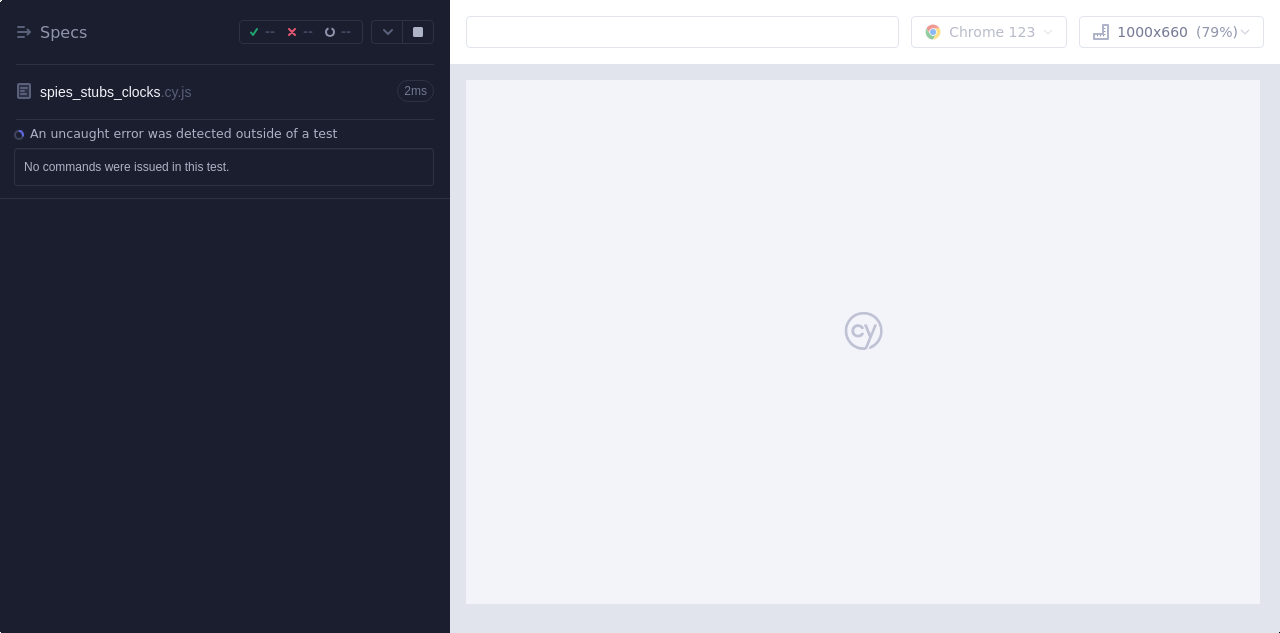 Specs -- -- --
spies_stubs_clocks.cy.js 2ms
An uncaught error was detected outside of a test
No commands were issued in this test.
Chrome 123
1000x660 (79%)
cy